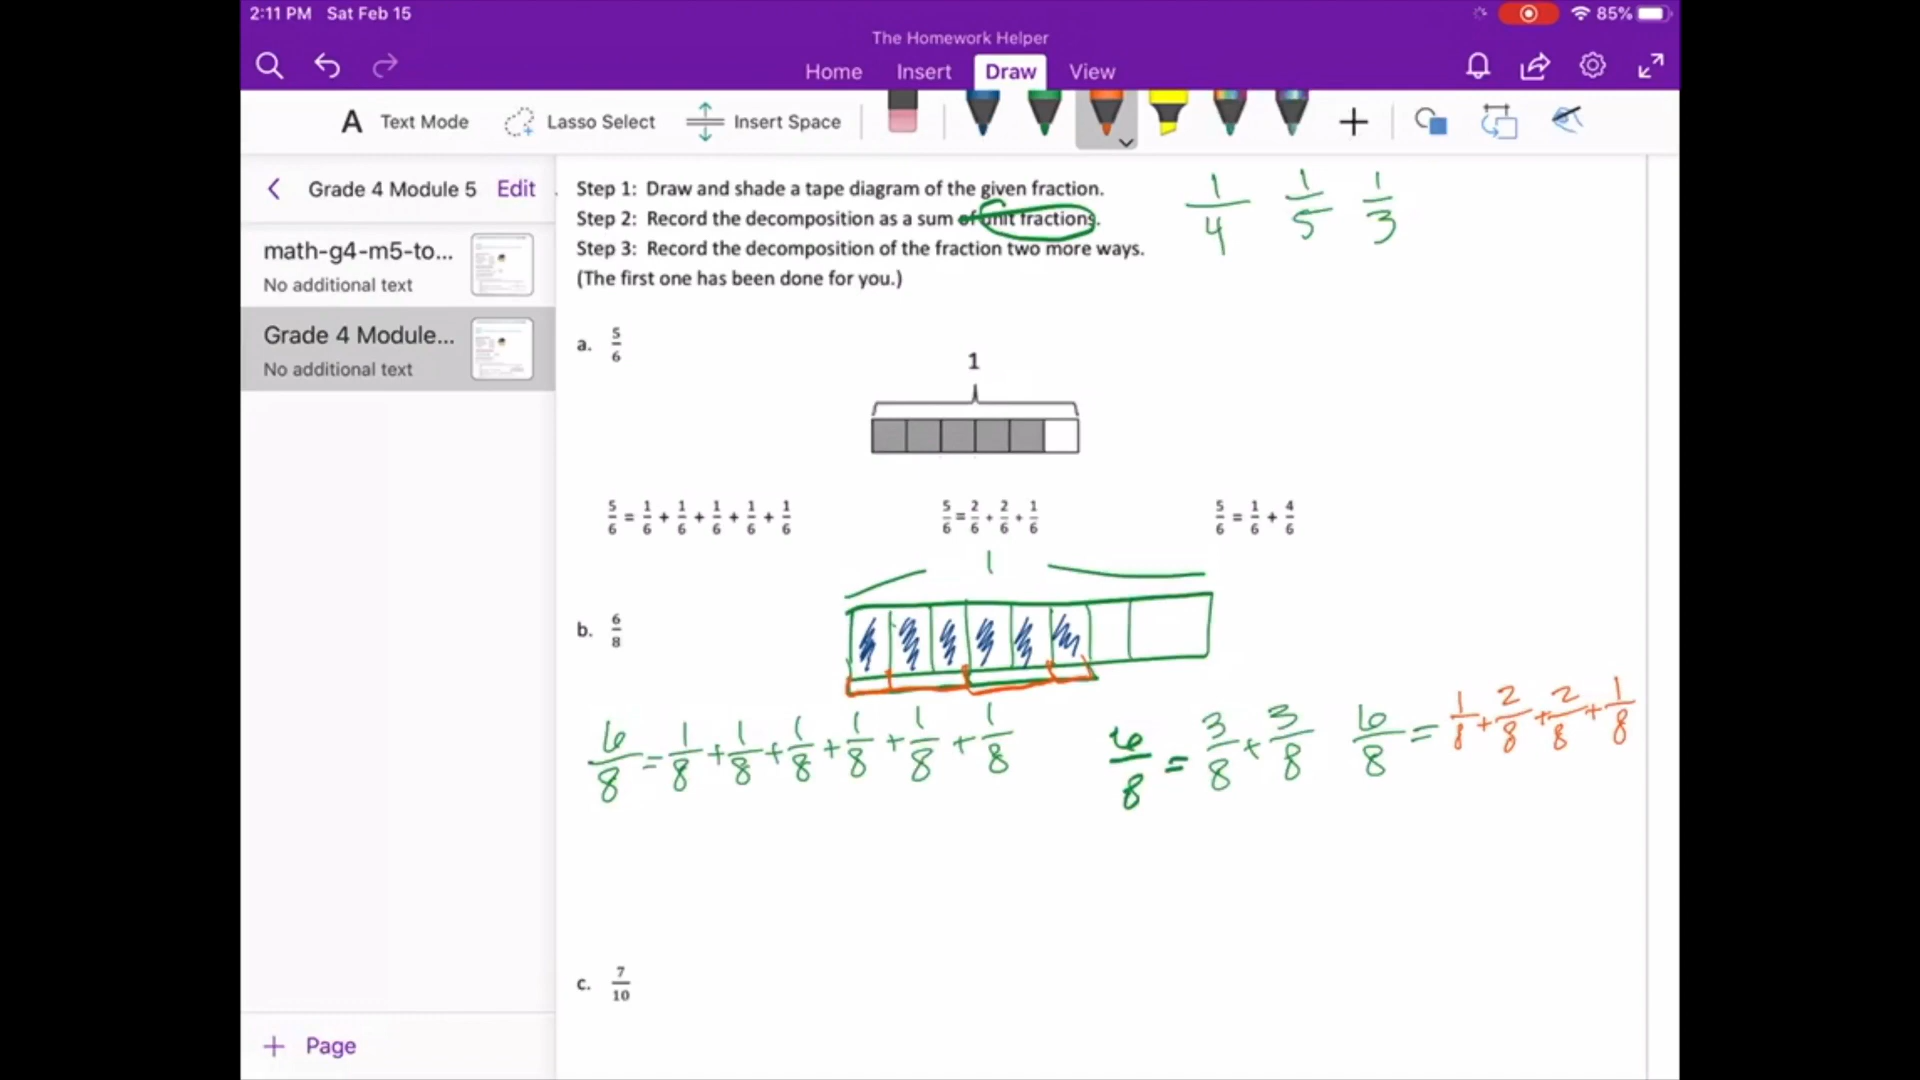 2:11 PM Sat Feb 15
85%
The Homework Helper
Home Insert Draw View
A Text Mode Lasso Select Insert Space
Grade 4 Module 5 Edit
math-g4-m5-to...
No additional text
Grade 4 Module...
No additional text
+ Page
Step 1: Draw and shade a tape diagram of the given fraction.
Step 2: Record the decomposition as a sum of unit fractions.
Step 3: Record the decomposition of the fraction two more ways.
(The first one has been done for you.)
1/4 1/5 1/3
a. 5/6
1
5/6 = 1/6 + 1/6 + 1/6 + 1/6 + 1/6
5/6 = 2/6 + 2/6 + 1/6
5/6 = 1/6 + 4/6
1
b. 6/8
6/8 = 1/8 + 1/8 + 1/8 + 1/8 + 1/8 + 1/8
6/8 = 3/8 + 3/8
6/8 = 1/8 + 2/8 + 2/8 + 1/8
c. 7/10